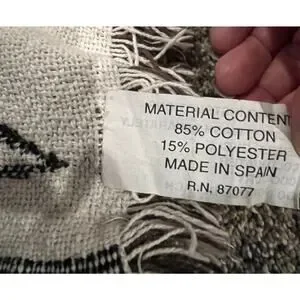 MATERIAL CONTENT
85% COTTON
15% POLYESTER
MADE IN SPAIN
R.N. 87077